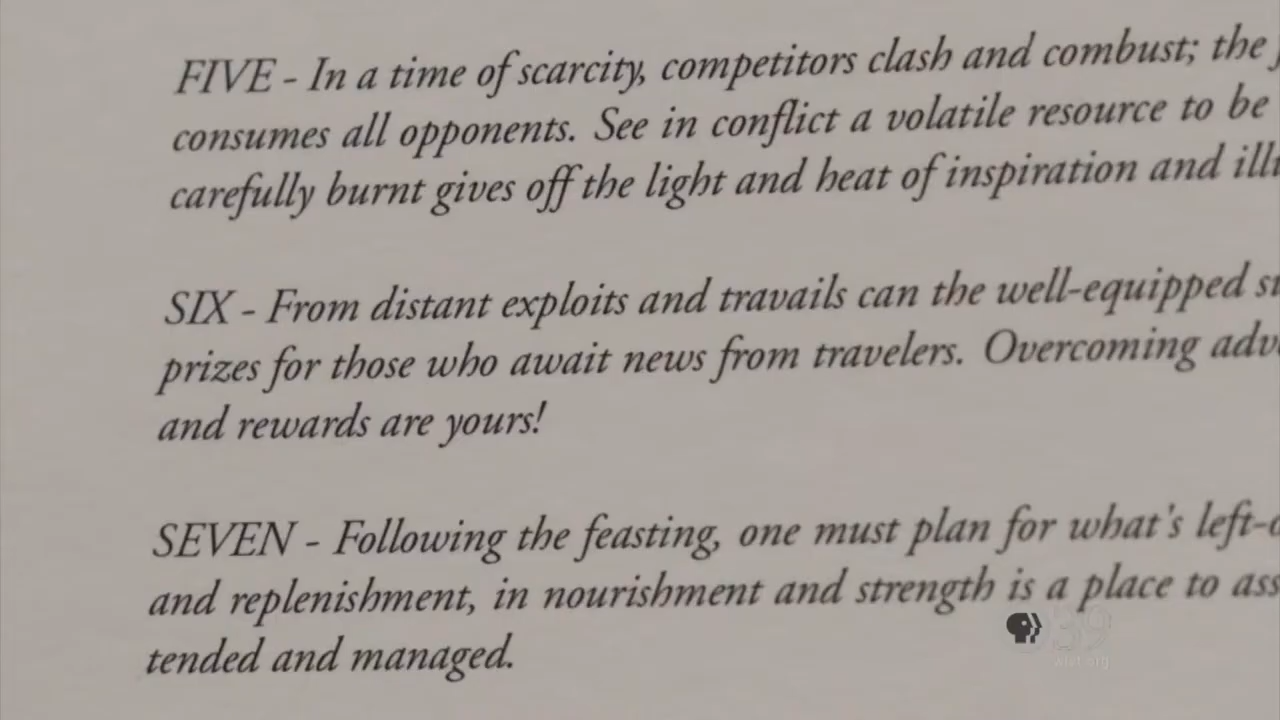 FIVE - In a time of scarcity, competitors clash and combust; the
consumes all opponents. See in conflict a volatile resource to be
carefully burnt gives off the light and heat of inspiration and
SIX - From distant exploits and travails can the well-equipped
prizes for those who await news from travelers. Overcoming
and rewards are yours!
SEVEN - Following the feasting, one must plan for what's
and replenishment, in nourishment and strength is a place to
tended and managed.
39
wlvt.org